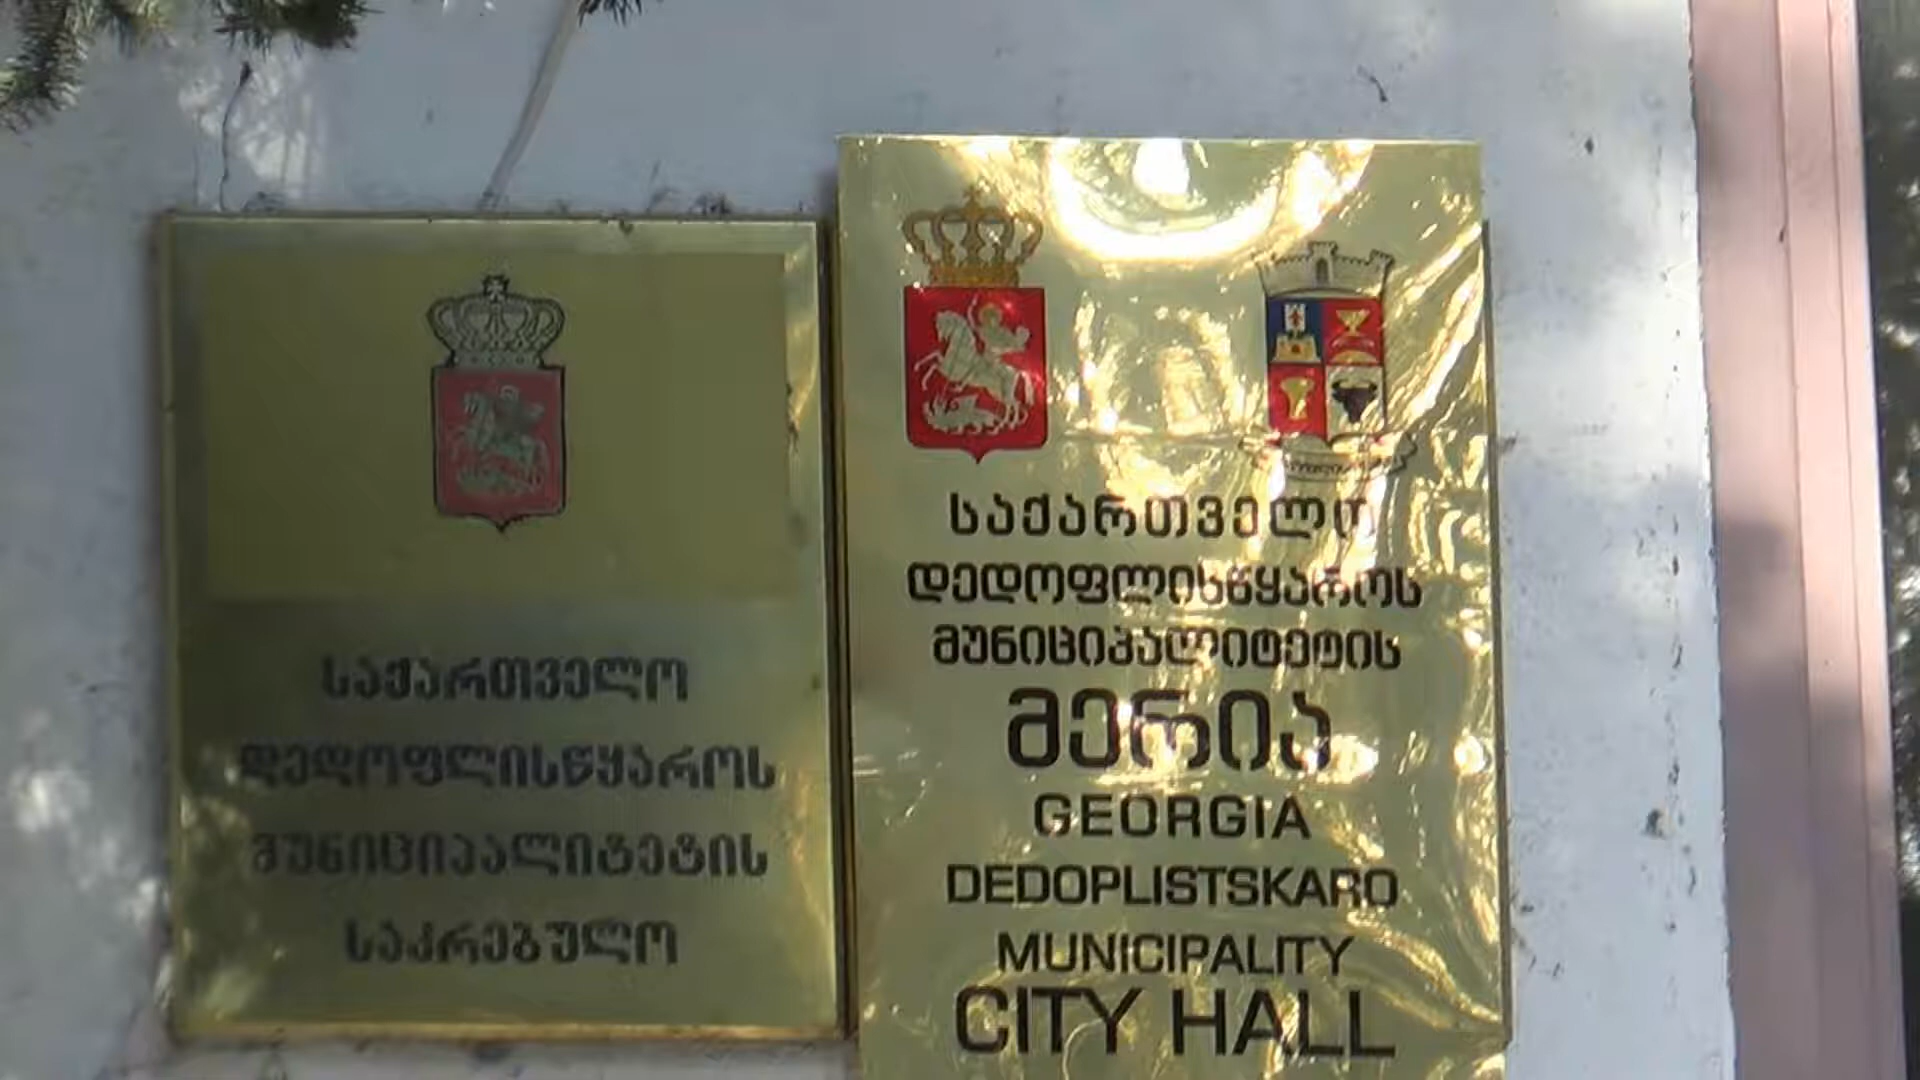 საქართველო
დედოფლისწყაროს
მუნიციპალიტეტის
საკრებულო
საქართველო
დედოფლისწყაროს
მუნიციპალიტეტის
მერია
GEORGIA
DEDOPLISTSKARO
MUNICIPALITY
CITY HALL